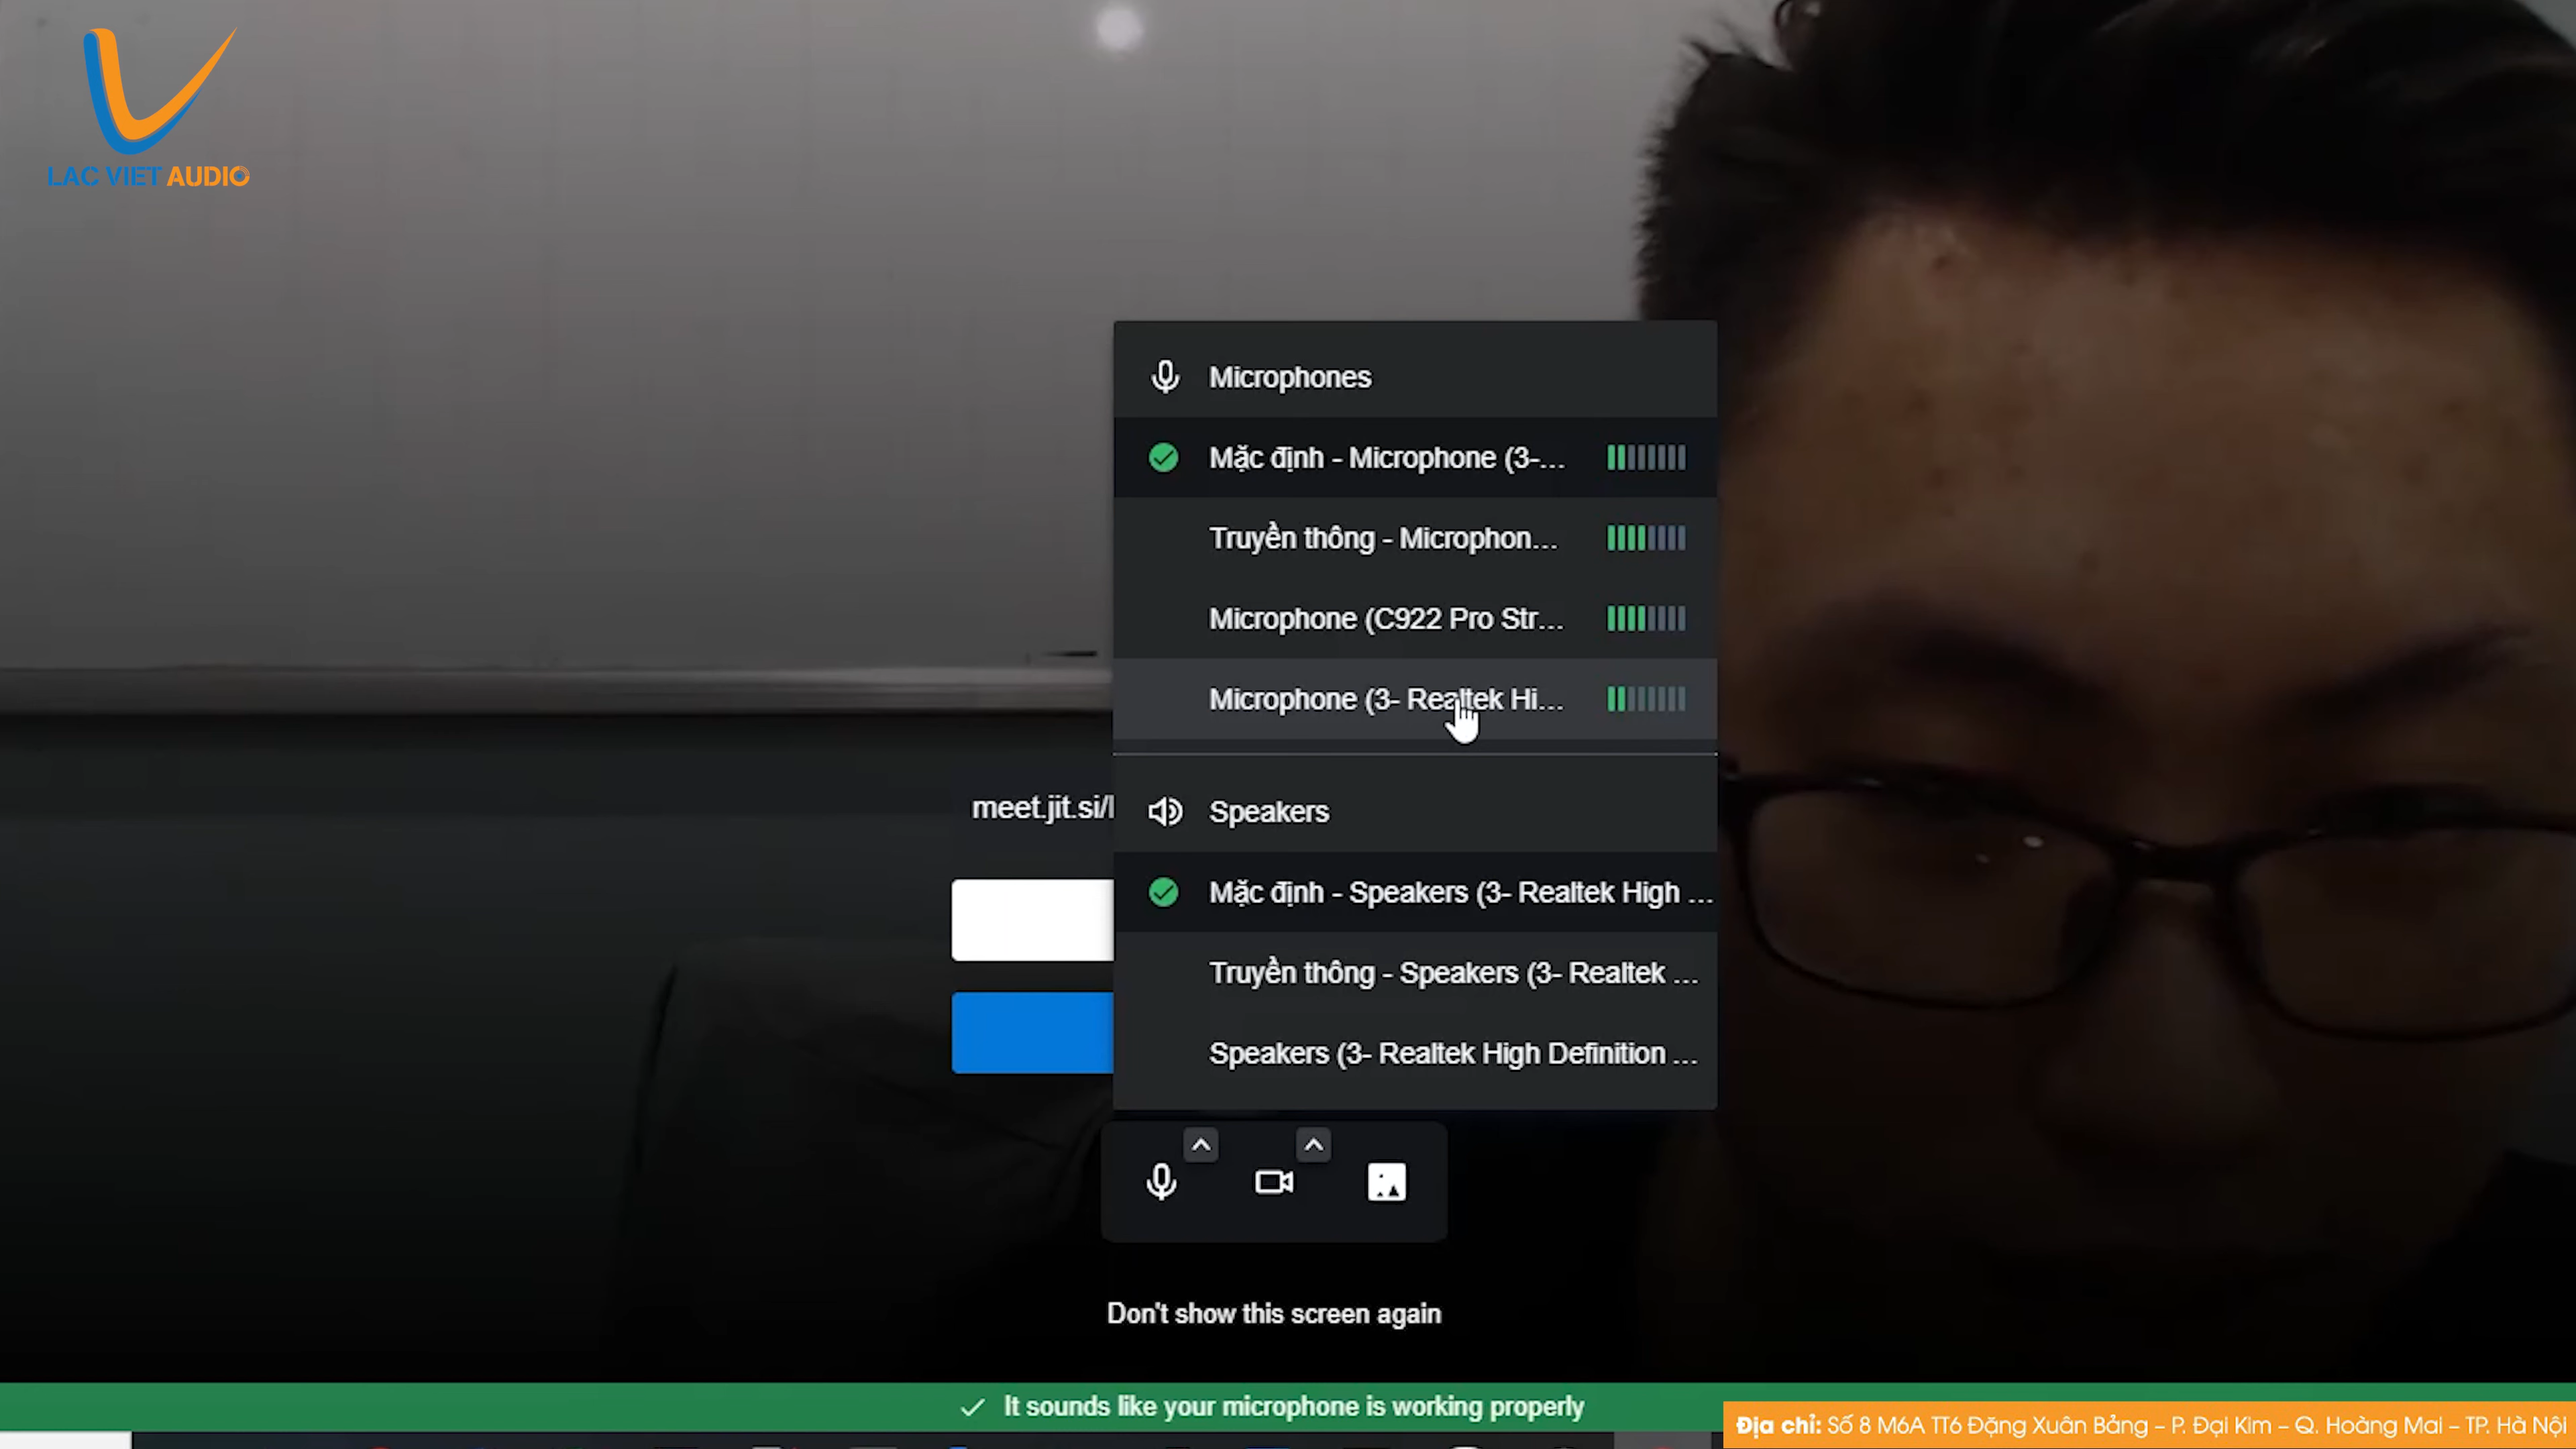 LAC VIET AUDIO
Microphones
Mặc định - Microphone (3-...
Truyền thông - Microphon...
Microphone (C922 Pro Str...
Microphone (3- Realtek Hi...
meet.jit.si/
Speakers
Mặc định - Speakers (3- Realtek High ...
Truyền thông - Speakers (3- Realtek ...
Speakers (3- Realtek High Definition ...
Don't show this screen again
It sounds like your microphone is working properly
Địa chỉ: Số 8 M6A TT6 Đặng Xuân Bảng – P. Đại Kim – Q. Hoàng Mai – TP. Hà Nội